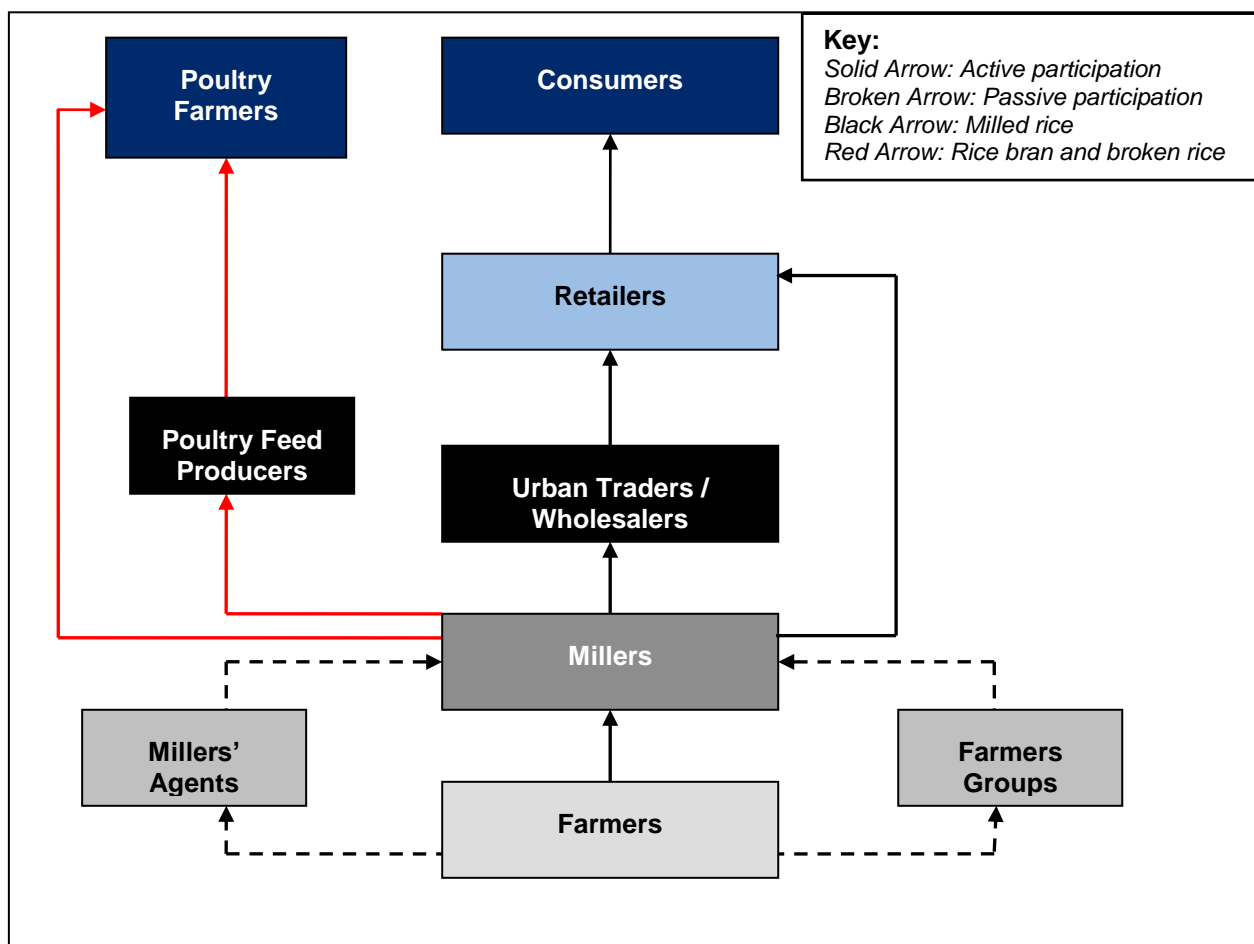 Key:
Solid Arrow: Active participation
Broken Arrow: Passive participation
Black Arrow: Milled rice
Red Arrow: Rice bran and broken rice
Poultry
Farmers
Consumers
Retailers
Poultry Feed
Producers
Urban Traders /
Wholesalers
Millers
Millers’
Agents
Farmers
Groups
Farmers